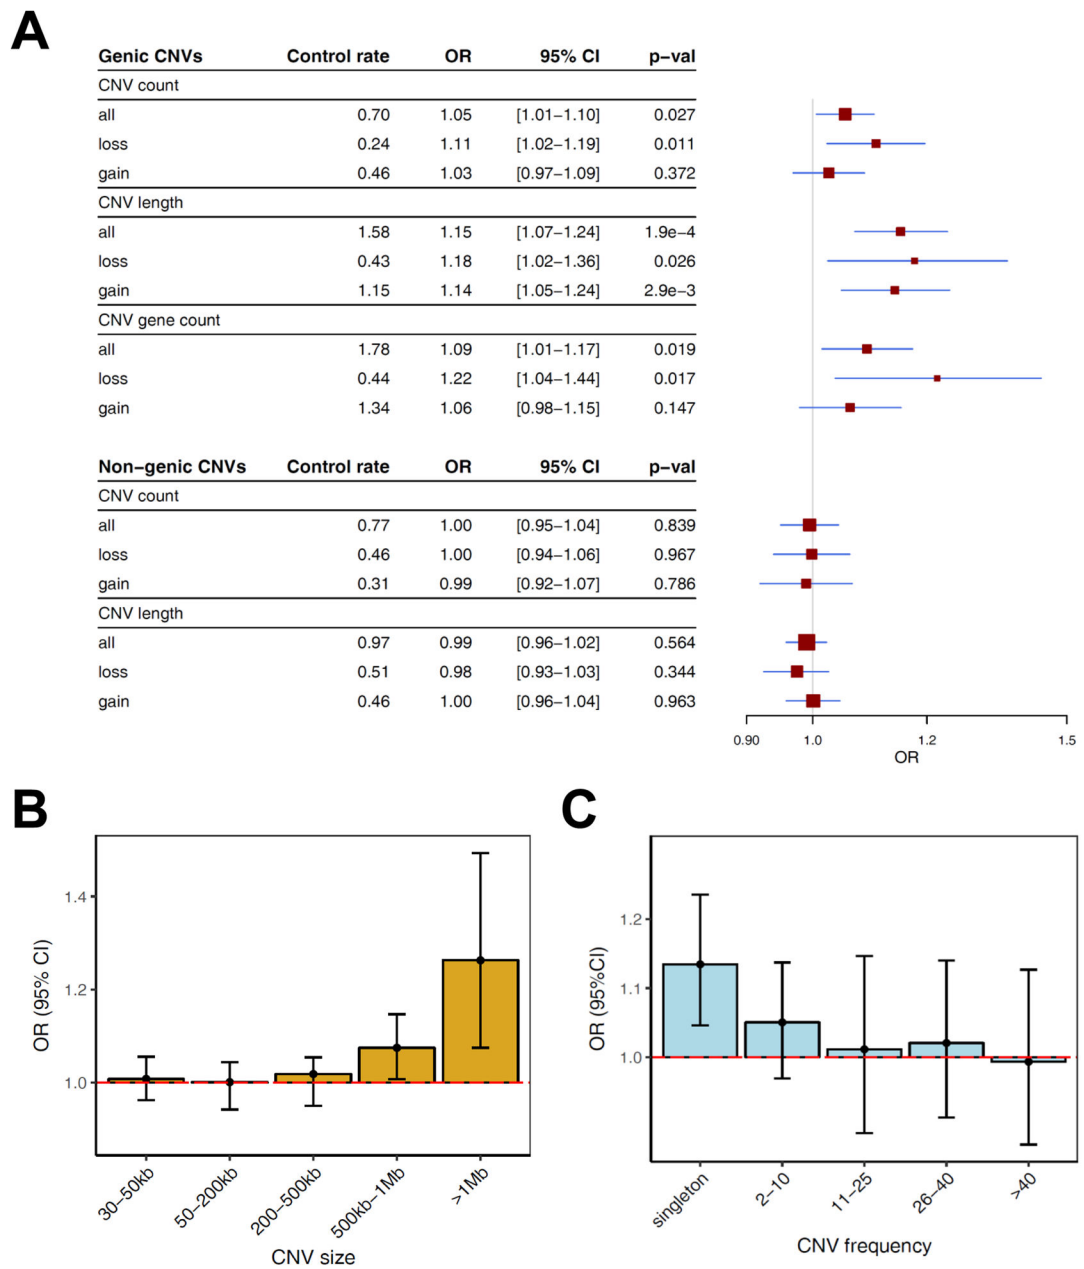 A
Genic CNVs Control rate OR 95% CI p−val
CNV count
all 0.70 1.05 [1.01−1.10] 0.027
loss 0.24 1.11 [1.02−1.19] 0.011
gain 0.46 1.03 [0.97−1.09] 0.372
CNV length
all 1.58 1.15 [1.07−1.24] 1.9e−4
loss 0.43 1.18 [1.02−1.36] 0.026
gain 1.15 1.14 [1.05−1.24] 2.9e−3
CNV gene count
all 1.78 1.09 [1.01−1.17] 0.019
loss 0.44 1.22 [1.04−1.44] 0.017
gain 1.34 1.06 [0.98−1.15] 0.147
Non−genic CNVs Control rate OR 95% CI p−val
CNV count
all 0.77 1.00 [0.95−1.04] 0.839
loss 0.46 1.00 [0.94−1.06] 0.967
gain 0.31 0.99 [0.92−1.07] 0.786
CNV length
all 0.97 0.99 [0.96−1.02] 0.564
loss 0.51 0.98 [0.93−1.03] 0.344
gain 0.46 1.00 [0.96−1.04] 0.963
0.90 1.0 1.2 1.5
OR
B
OR (95% CI)
1.4
1.2
1.0
30−50kb 50−200kb 200−500kb 500kb−1Mb >1Mb
CNV size
C
OR (95%CI)
1.2
1.1
1.0
singleton 2−10 11−25 26−40 >40
CNV frequency